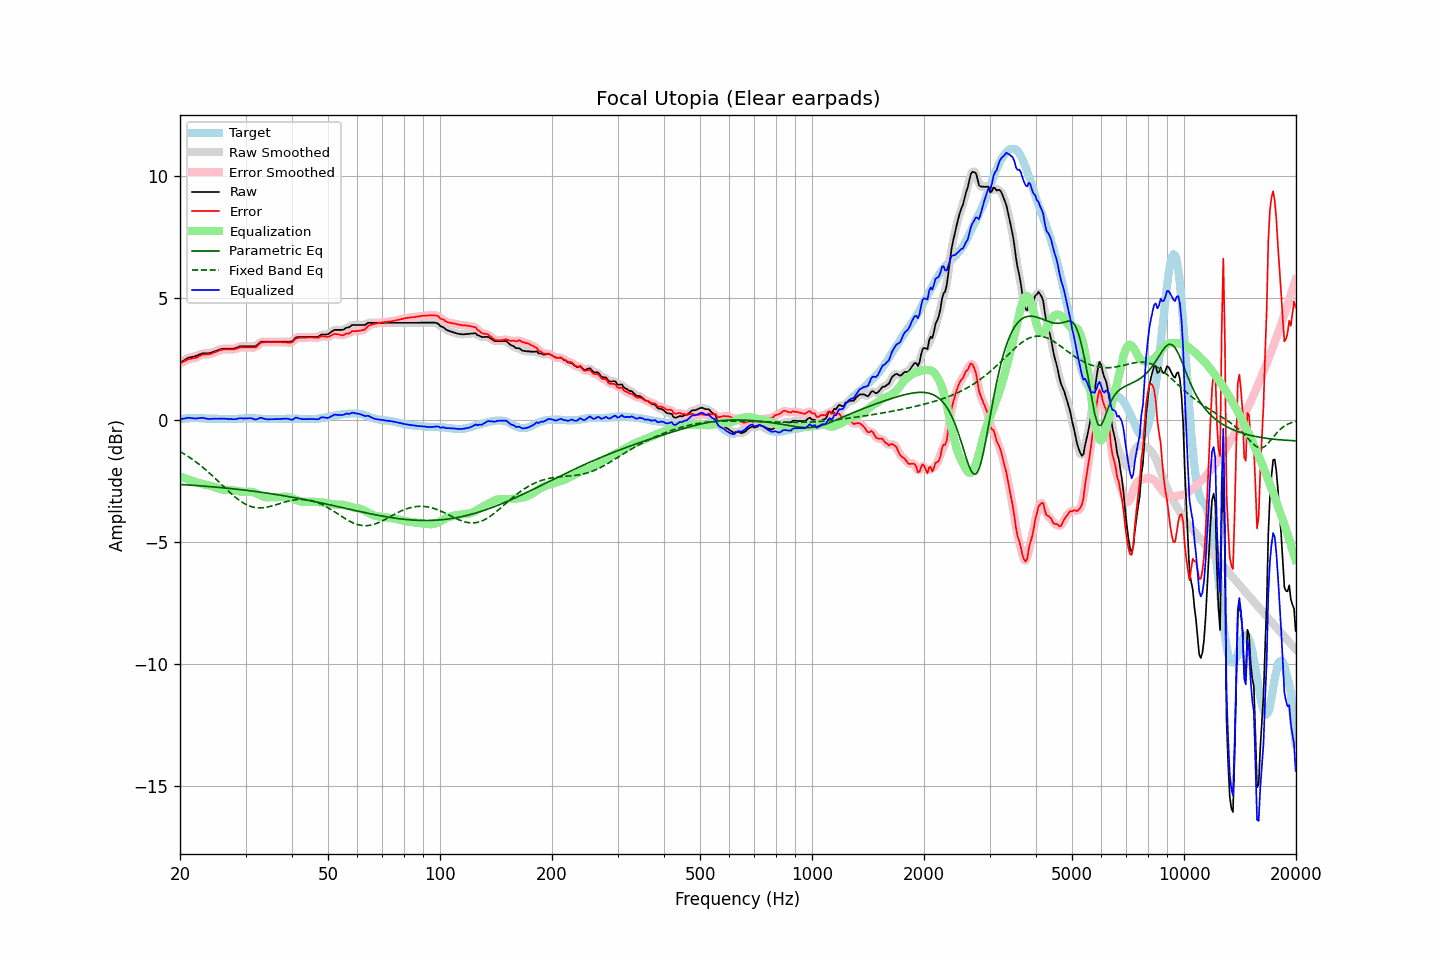 Focal Utopia (Elear earpads)
Target
Raw Smoothed
Error Smoothed
Raw
Error
Equalization
Parametric Eq
Fixed Band Eq
Equalized
10
5
0
−5
−10
−15
Amplitude (dBr)
20 50 100 200 500 1000 2000 5000 10000 20000
Frequency (Hz)